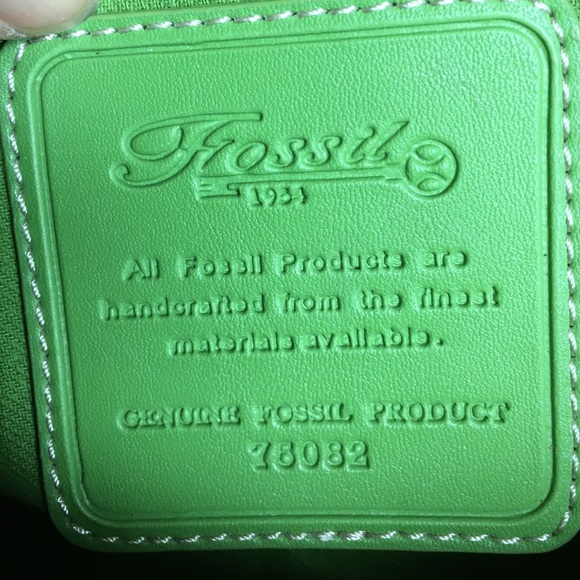 Fossil
1954
All Fossil Products are
handcrafted from the finest
materials available.
GENUINE FOSSIL PRODUCT
75082